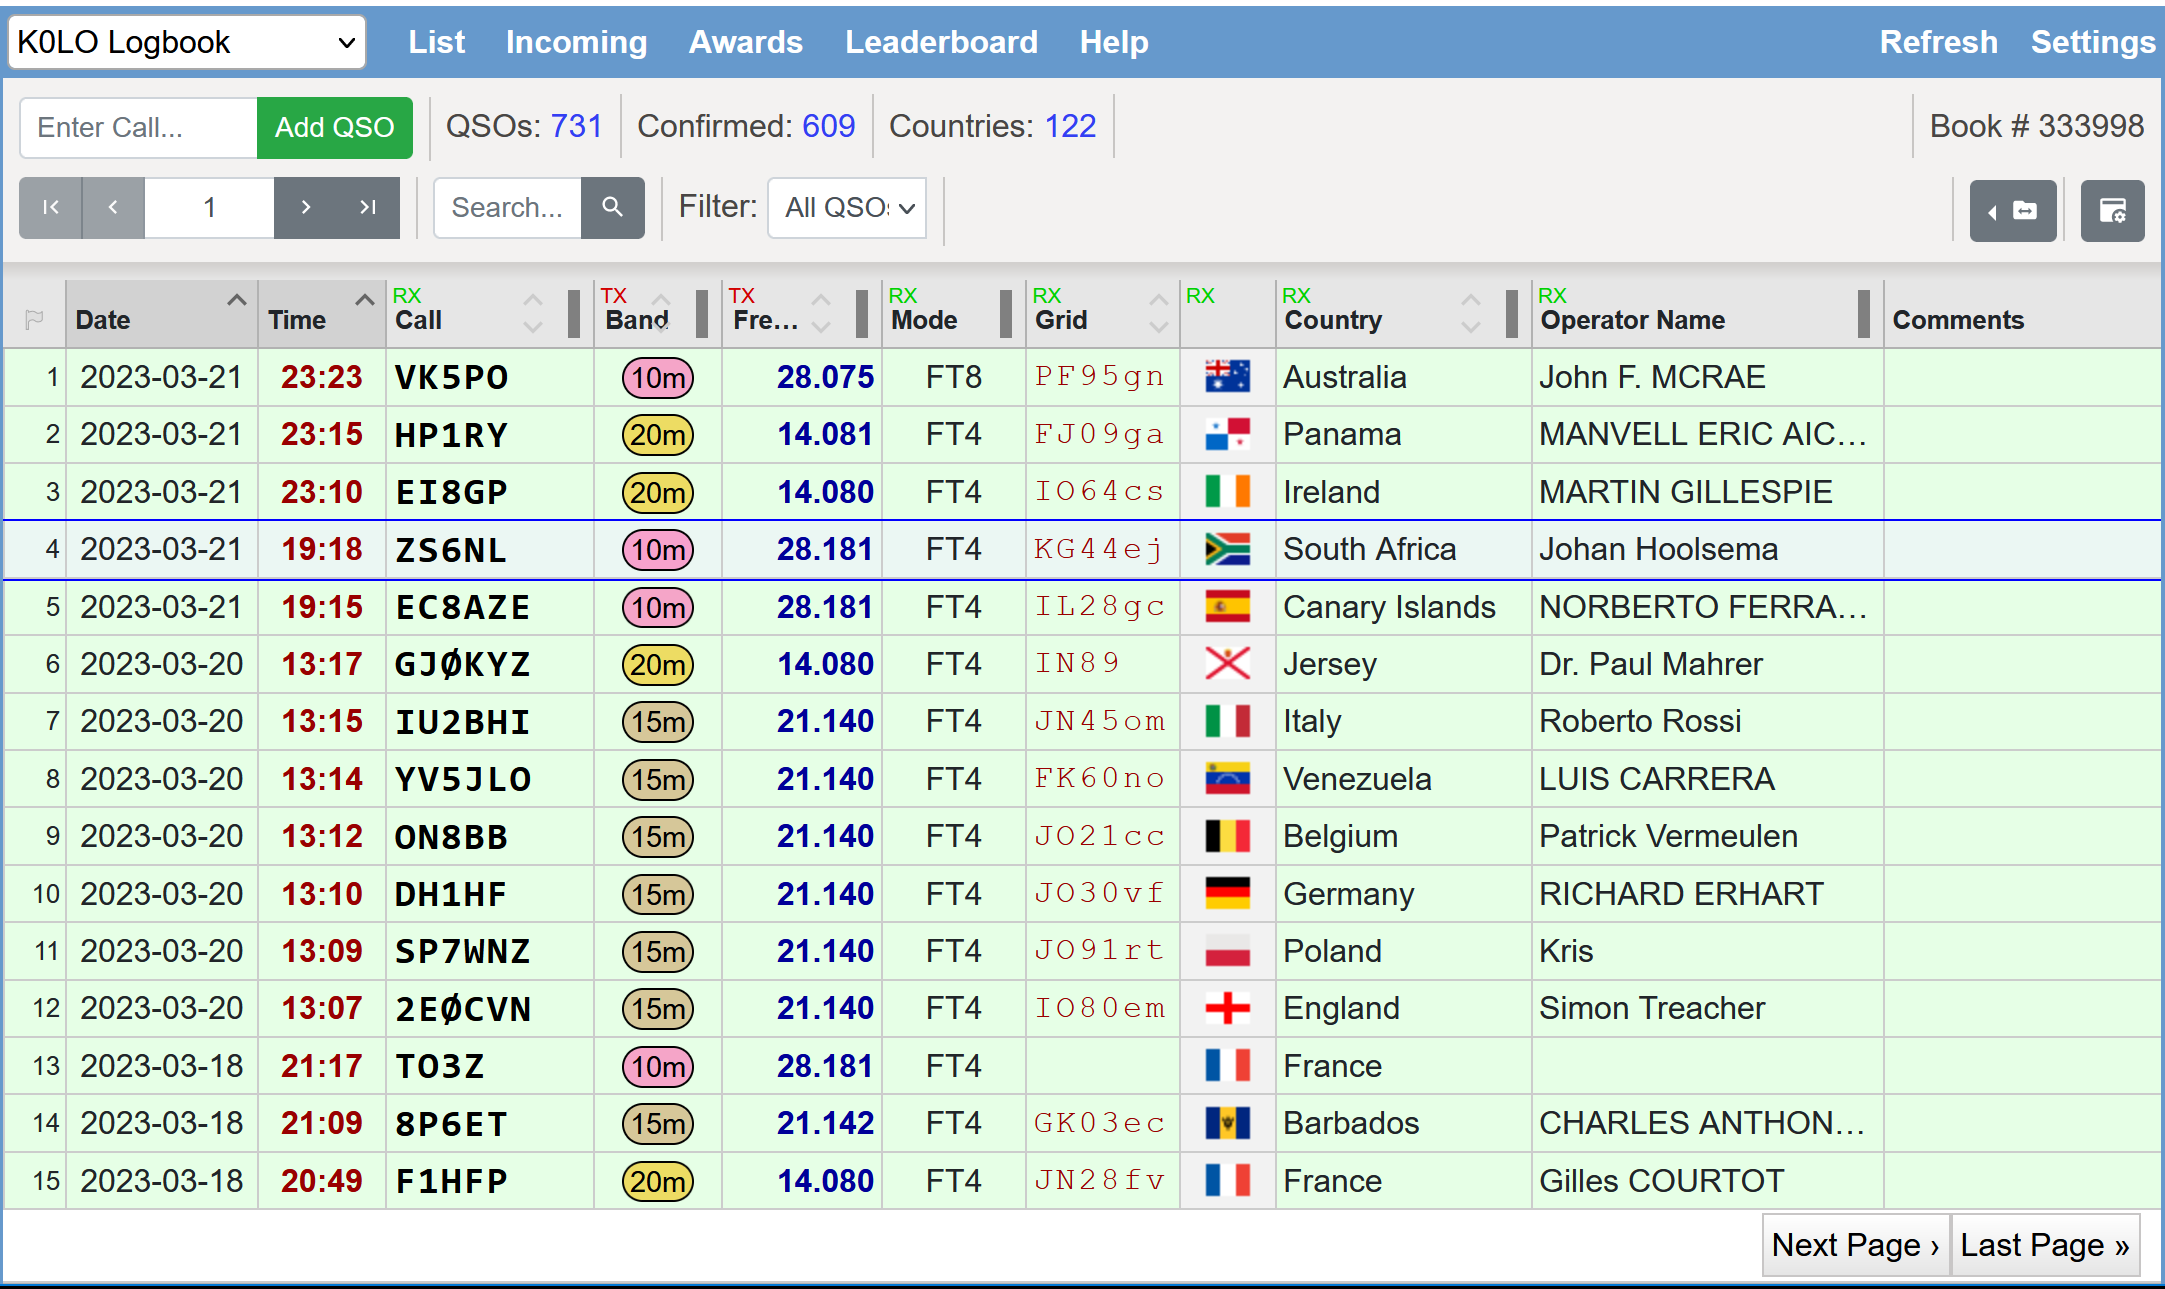 K0LO Logbook List Incoming Awards Leaderboard Help Refresh Settings
Enter Call... Add QSO QSOs: 731 Confirmed: 609 Countries: 122 Book # 333998
1 Search... Filter: All QSOs
RX TX TX RX RX RX RX RX
Date Time Call Band Fre... Mode Grid Country Operator Name Comments
1 2023-03-21 23:23 VK5PO 10m 28.075 FT8 PF95gn Australia John F. MCRAE
2 2023-03-21 23:15 HP1RY 20m 14.081 FT4 FJ09ga Panama MANVELL ERIC AIC...
3 2023-03-21 23:10 EI8GP 20m 14.080 FT4 IO64cs Ireland MARTIN GILLESPIE
4 2023-03-21 19:18 ZS6NL 10m 28.181 FT4 KG44ej South Africa Johan Hoolsema
5 2023-03-21 19:15 EC8AZE 10m 28.181 FT4 IL28gc Canary Islands NORBERTO FERRA...
6 2023-03-20 13:17 GJØKYZ 20m 14.080 FT4 IN89 Jersey Dr. Paul Mahrer
7 2023-03-20 13:15 IU2BHI 15m 21.140 FT4 JN45om Italy Roberto Rossi
8 2023-03-20 13:14 YV5JLO 15m 21.140 FT4 FK60no Venezuela LUIS CARRERA
9 2023-03-20 13:12 ON8BB 15m 21.140 FT4 JO21cc Belgium Patrick Vermeulen
10 2023-03-20 13:10 DH1HF 15m 21.140 FT4 JO30vf Germany RICHARD ERHART
11 2023-03-20 13:09 SP7WNZ 15m 21.140 FT4 JO91rt Poland Kris
12 2023-03-20 13:07 2EØCVN 15m 21.140 FT4 IO80em England Simon Treacher
13 2023-03-18 21:17 TO3Z 10m 28.181 FT4 France
14 2023-03-18 21:09 8P6ET 15m 21.142 FT4 GK03ec Barbados CHARLES ANTHON...
15 2023-03-18 20:49 F1HFP 20m 14.080 FT4 JN28fv France Gilles COURTOT
Next Page › Last Page »